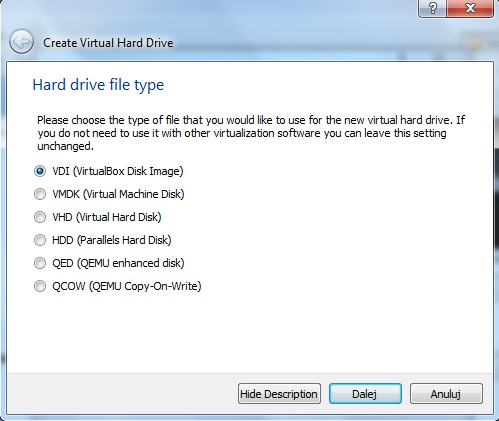 Create Virtual Hard Drive
Hard drive file type
Please choose the type of file that you would like to use for the new virtual hard drive. If
you do not need to use it with other virtualization software you can leave this setting
unchanged.
VDI (VirtualBox Disk Image)
VMDK (Virtual Machine Disk)
VHD (Virtual Hard Disk)
HDD (Parallels Hard Disk)
QED (QEMU enhanced disk)
QCOW (QEMU Copy-On-Write)
Hide Description Dalej Anuluj